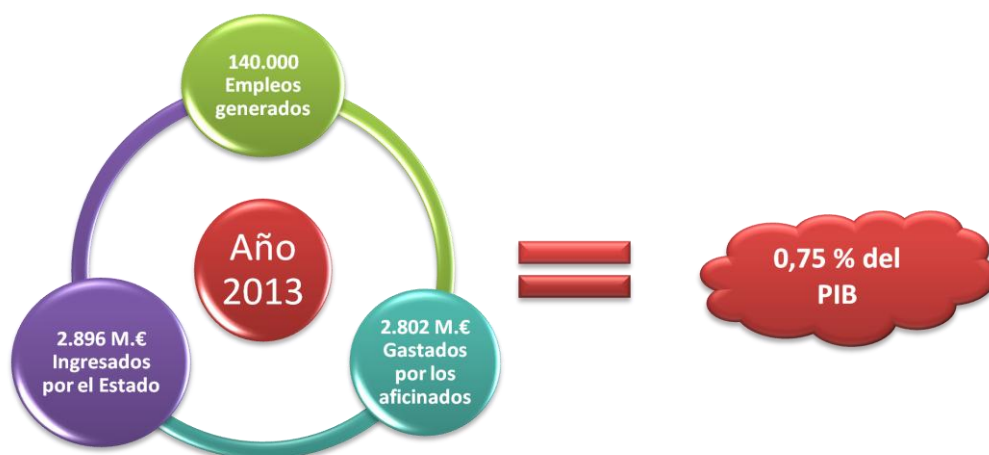 140.000
Empleos
generados
Año
2013
2.896 M.€
Ingresados
por el Estado
2.802 M.€
Gastados
por los
aficinados
0,75 % del
PIB